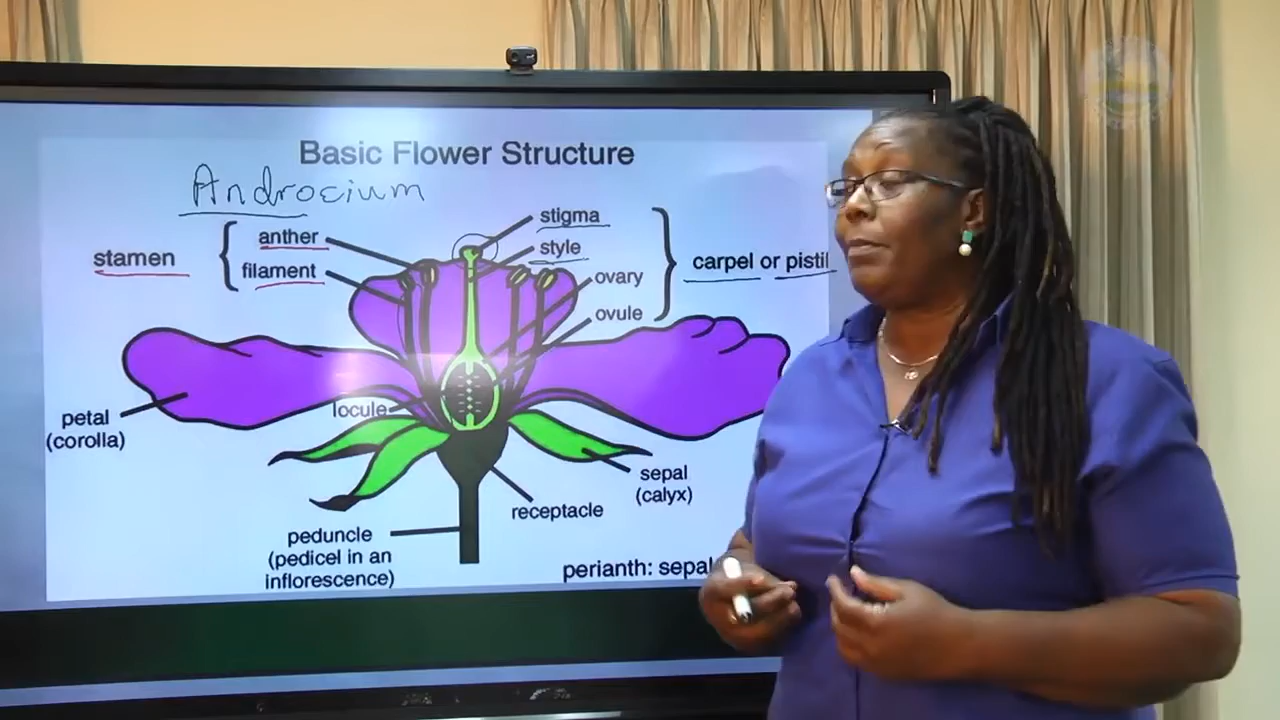 Basic Flower Structure
Androcium
stigma
anther
style
stamen
filament
carpel or pistil
ovary
ovule
locule
petal
(corolla)
sepal
(calyx)
receptacle
peduncle
(pedicel in an
inflorescence)
perianth: sepal